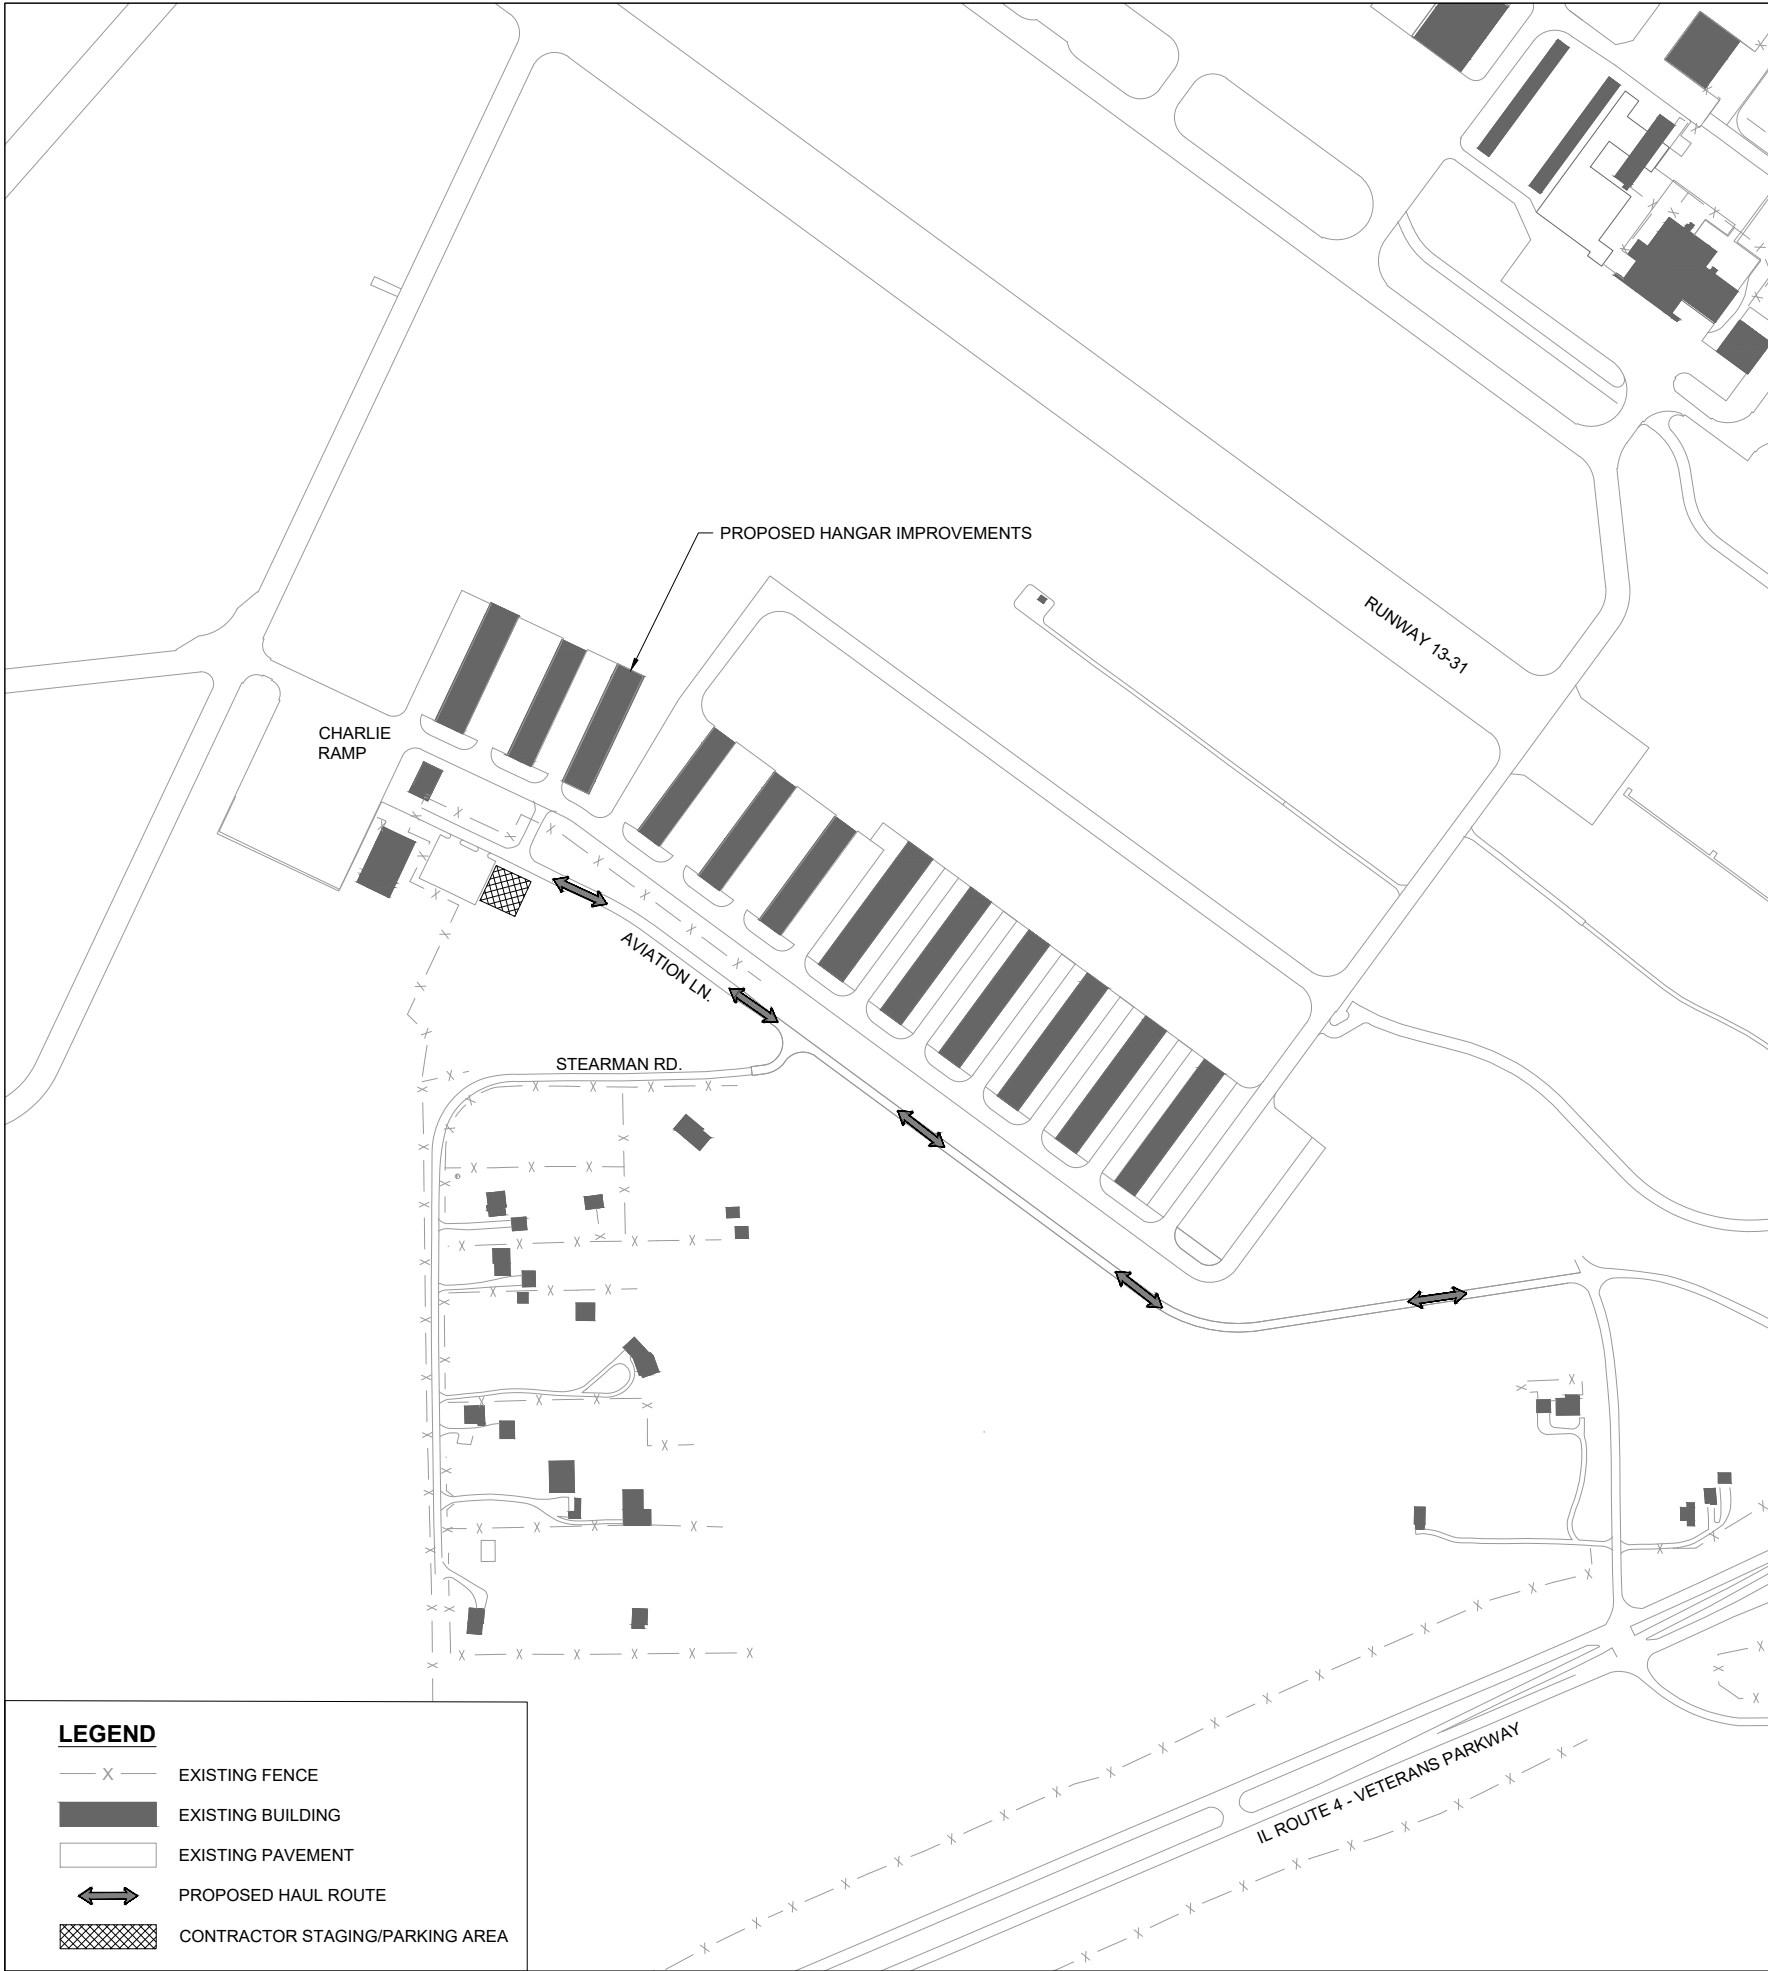 PROPOSED HANGAR IMPROVEMENTS
RUNWAY 13-31
CHARLIE
RAMP
AVIATION LN.
STEARMAN RD.
IL ROUTE 4 - VETERANS PARKWAY
LEGEND
X EXISTING FENCE
EXISTING BUILDING
EXISTING PAVEMENT
PROPOSED HAUL ROUTE
CONTRACTOR STAGING/PARKING AREA